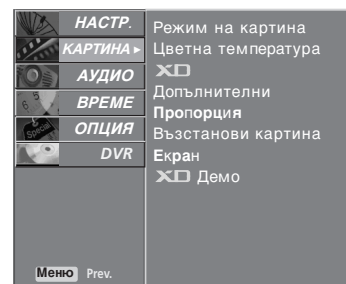 НАСТР.
КАРТИНА ►
АУДИО
ВРЕМЕ
ОПЦИЯ
DVR
Режим на картина
Цветна температура
XD
Допълнителни
Пропорция
Възстанови картина
Екран
XD Демо
Special
Меню Prev.